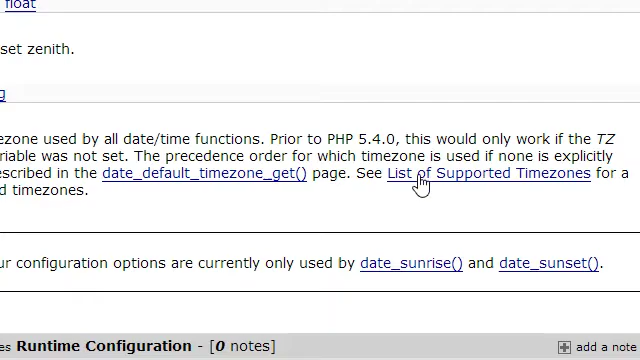 float
set zenith.
ezone used by all date/time functions. Prior to PHP 5.4.0, this would only work if the TZ
riable was not set. The precedence order for which timezone is used if none is explicitly
escribed in the date_default_timezone_get() page. See List of Supported Timezones for a
d timezones.
ur configuration options are currently only used by date_sunrise() and date_sunset().
es Runtime Configuration - [0 notes] add a note